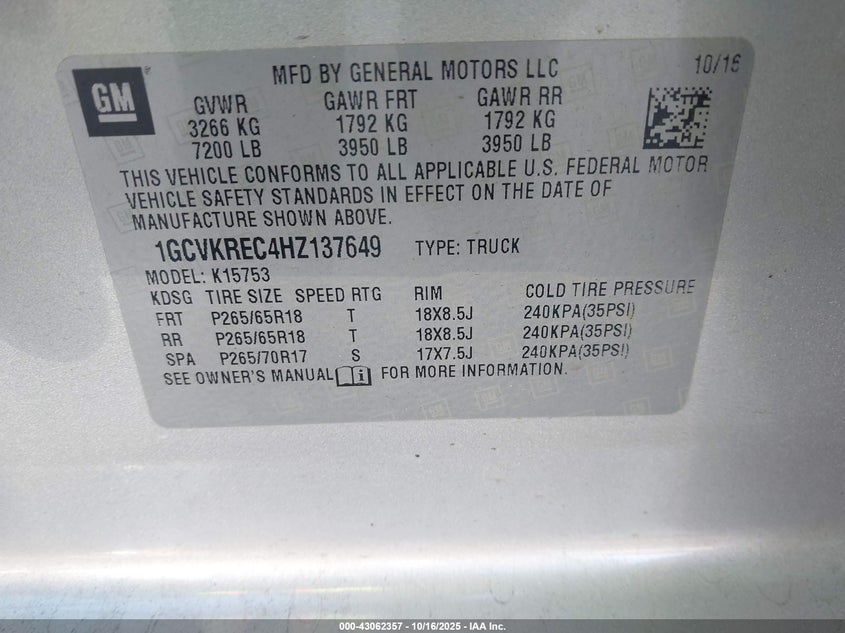 GM
MFD BY GENERAL MOTORS LLC 10/16
GVWR GAWR FRT GAWR RR
3266 KG 1792 KG 1792 KG
7200 LB 3950 LB 3950 LB
THIS VEHICLE CONFORMS TO ALL APPLICABLE U.S. FEDERAL MOTOR
VEHICLE SAFETY STANDARDS IN EFFECT ON THE DATE OF
MANUFACTURE SHOWN ABOVE.
1GCVKREC4HZ137649 TYPE: TRUCK
MODEL: K15753
KDSG TIRE SIZE SPEED RTG RIM COLD TIRE PRESSURE
FRT P265/65R18 T 18X8.5J 240KPA(35PSI)
RR P265/65R18 T 18X8.5J 240KPA(35PSI)
SPA P265/70R17 S 17X7.5J 240KPA(35PSI)
SEE OWNER'S MANUAL i FOR MORE INFORMATION.
000-43062357 - 10/16/2025 - IAA Inc.